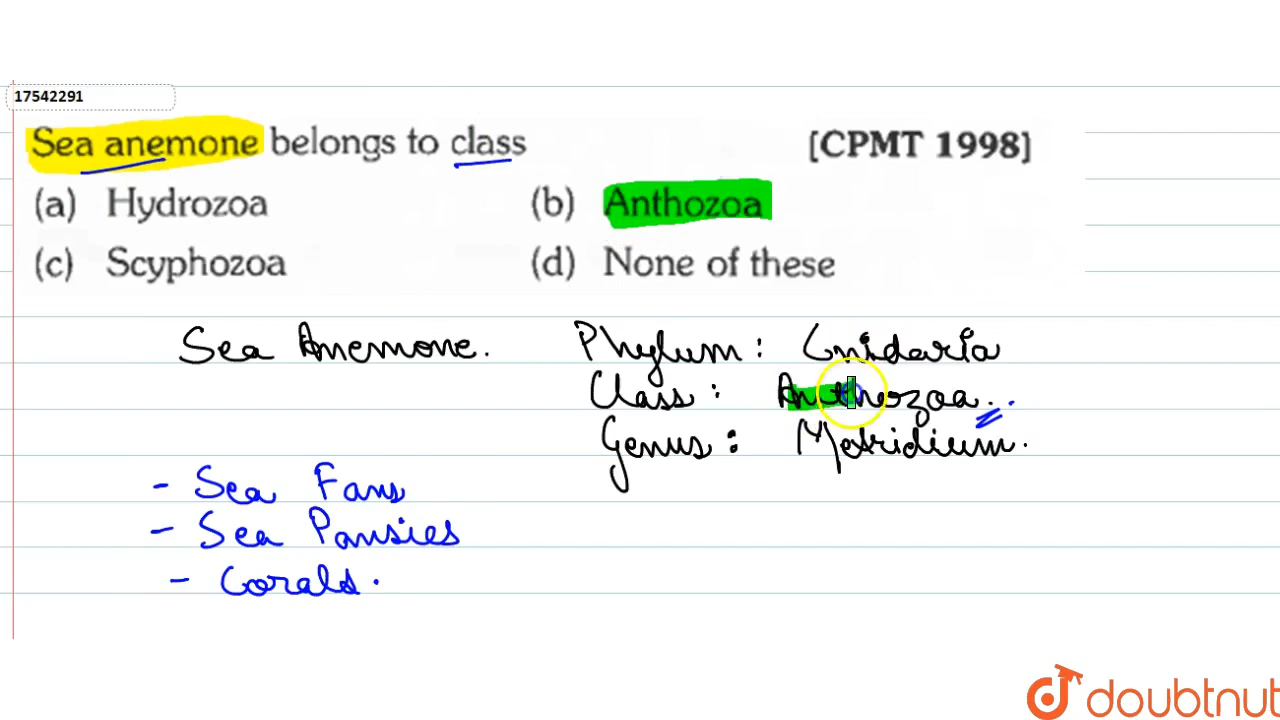 17542291
Sea anemone belongs to class [CPMT 1998]
(a) Hydrozoa (b) Anthozoa
(c) Scyphozoa (d) None of these
Sea Anemone. Phylum : Cnidaria
Class : Anthozoa..
Genus : Metridium.
- Sea Fans
- Sea Pansies
- Corals.
doubtnut